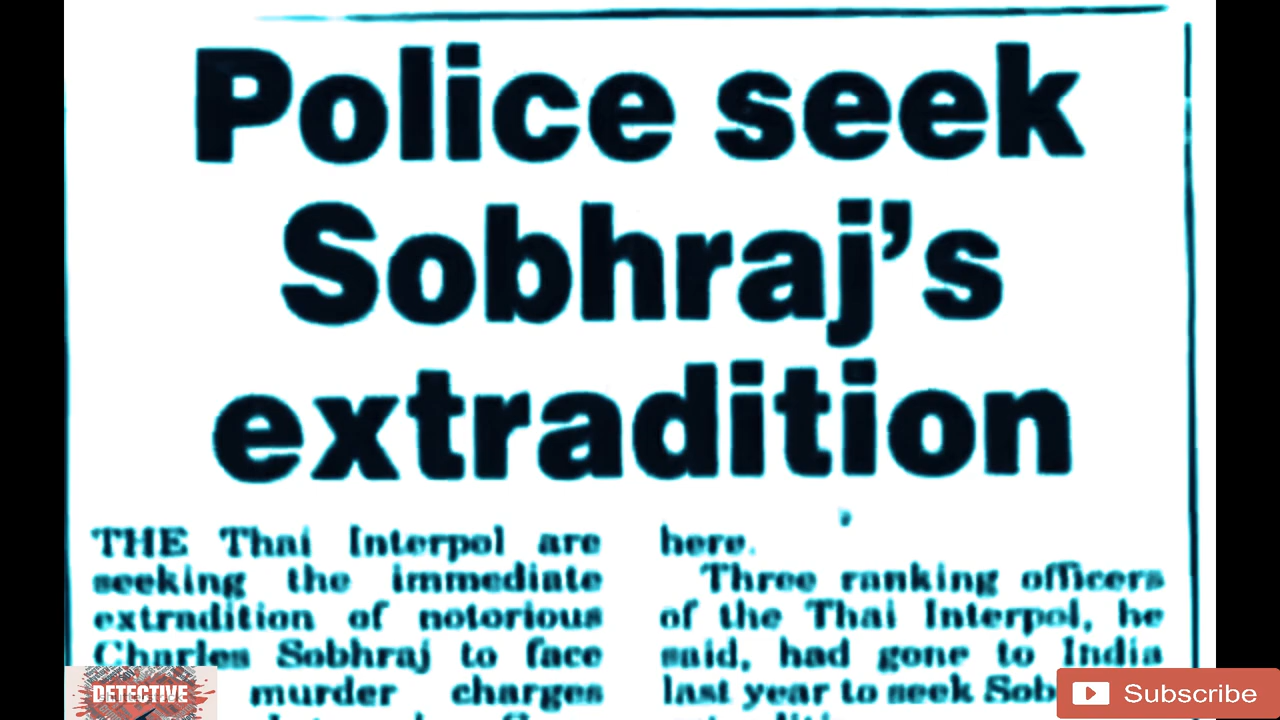 Police seek
Sobhraj's
extradition
THE Thai Interpol are
seeking the immediate
extradition of notorious
Charles Sobhraj to face
murder charges
here.
Three ranking officers
of the Thai Interpol, he
said, had gone to India
last year to seek Sob
DETECTIVE
Subscribe